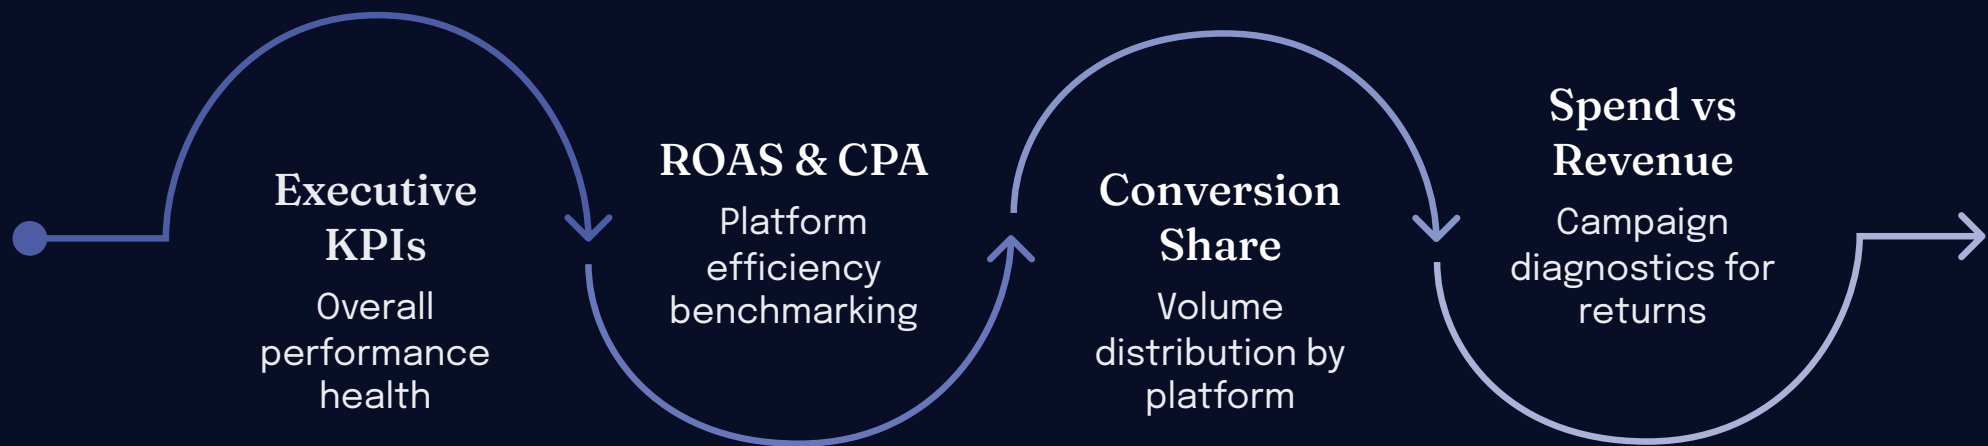 Executive
KPIs
Overall
performance
health
ROAS & CPA
Platform
efficiency
benchmarking
Conversion
Share
Volume
distribution by
platform
Spend vs
Revenue
Campaign
diagnostics for
returns